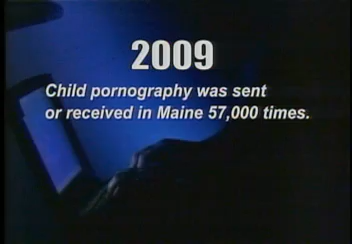 2009
Child pornography was sent
or received in Maine 57,000 times.